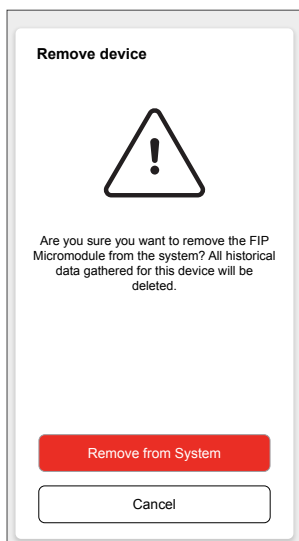 Remove device
Are you sure you want to remove the FIP
Micromodule from the system? All historical
data gathered for this device will be
deleted.
Remove from System
Cancel